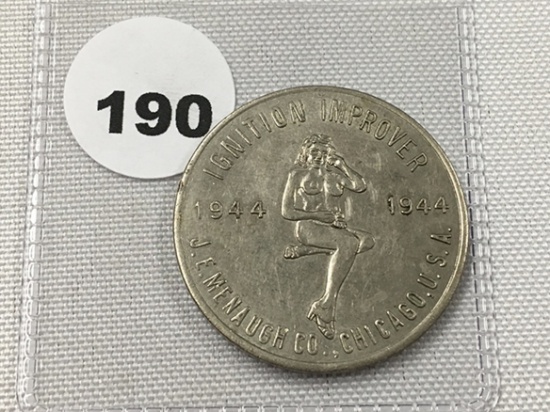 190
IGNITION IMPROVER
1944 1944
J.E. MENAUGH CO., CHICAGO, U.S.A.